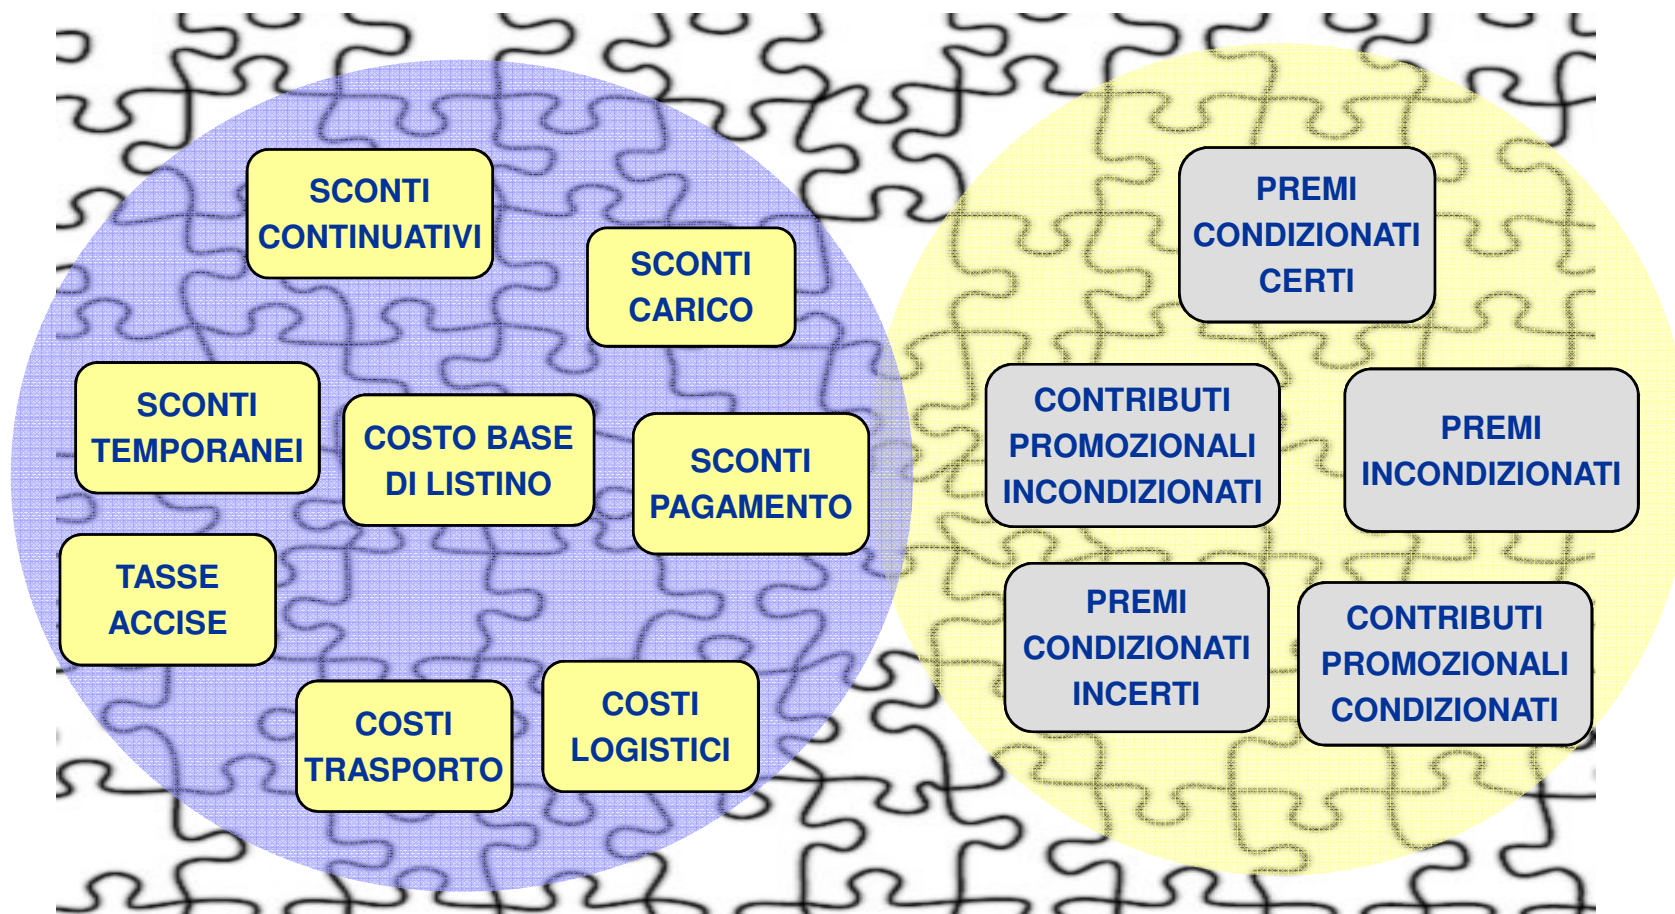 SCONTI
CONTINUATIVI
SCONTI
CARICO
SCONTI
TEMPORANEI
COSTO BASE
DI LISTINO
SCONTI
PAGAMENTO
TASSE
ACCISE
COSTI
TRASPORTO
COSTI
LOGISTICI
PREMI
CONDIZIONATI
CERTI
CONTRIBUTI
PROMOZIONALI
INCONDIZIONATI
PREMI
INCONDIZIONATI
PREMI
CONDIZIONATI
INCERTI
CONTRIBUTI
PROMOZIONALI
CONDIZIONATI